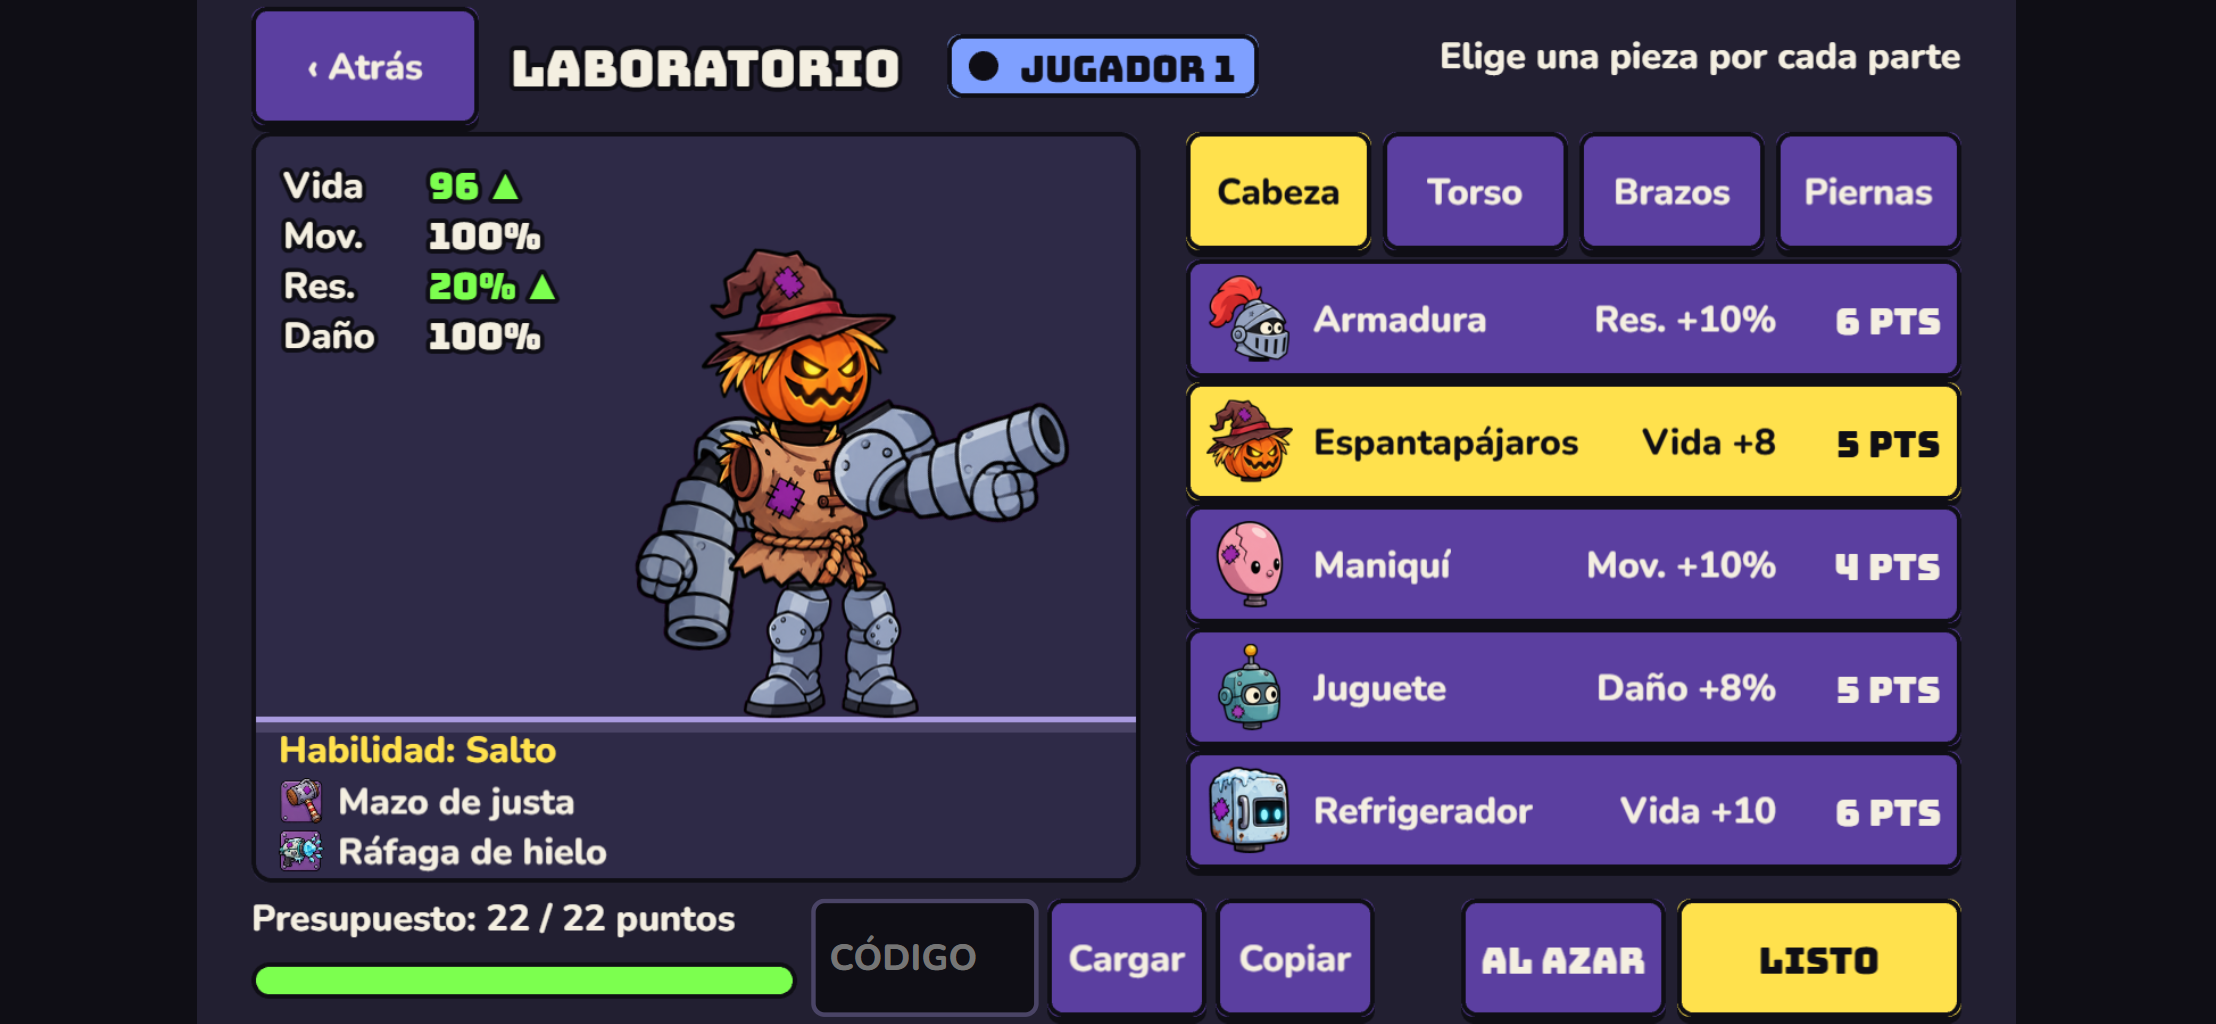 ‹ Atrás
LABORATORIO
JUGADOR 1
Elige una pieza por cada parte
Vida 96 ▲
Mov. 100%
Res. 20% ▲
Daño 100%
Habilidad: Salto
Mazo de justa
Ráfaga de hielo
Cabeza
Torso
Brazos
Piernas
Armadura Res. +10% 6 PTS
Espantapájaros Vida +8 5 PTS
Maniquí Mov. +10% 4 PTS
Juguete Daño +8% 5 PTS
Refrigerador Vida +10 6 PTS
Presupuesto: 22 / 22 puntos
CÓDIGO
Cargar
Copiar
AL AZAR
LISTO